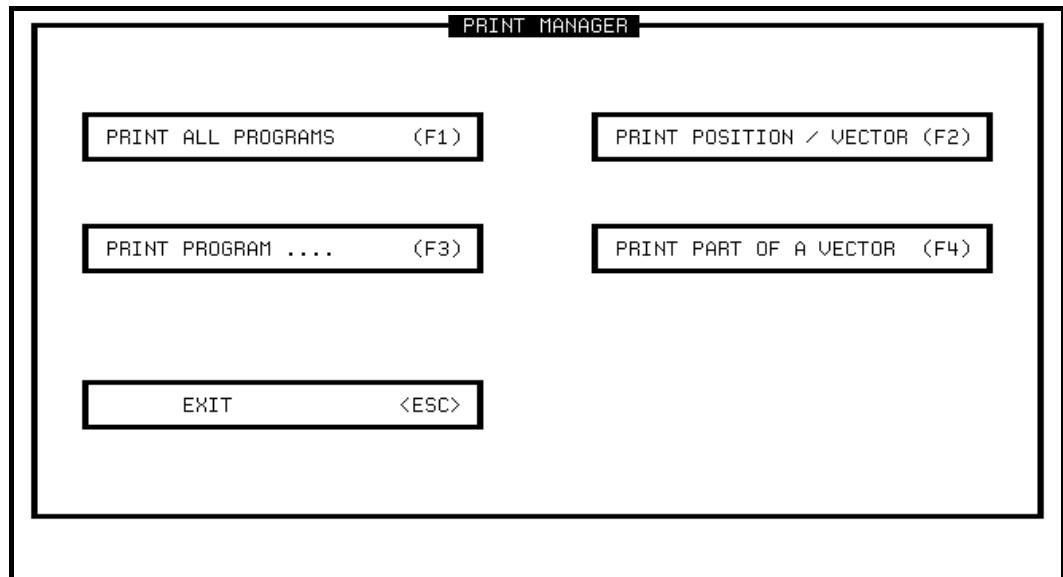 PRINT MANAGER
PRINT ALL PROGRAMS (F1)
PRINT POSITION / VECTOR (F2)
PRINT PROGRAM .... (F3)
PRINT PART OF A VECTOR (F4)
EXIT <ESC>